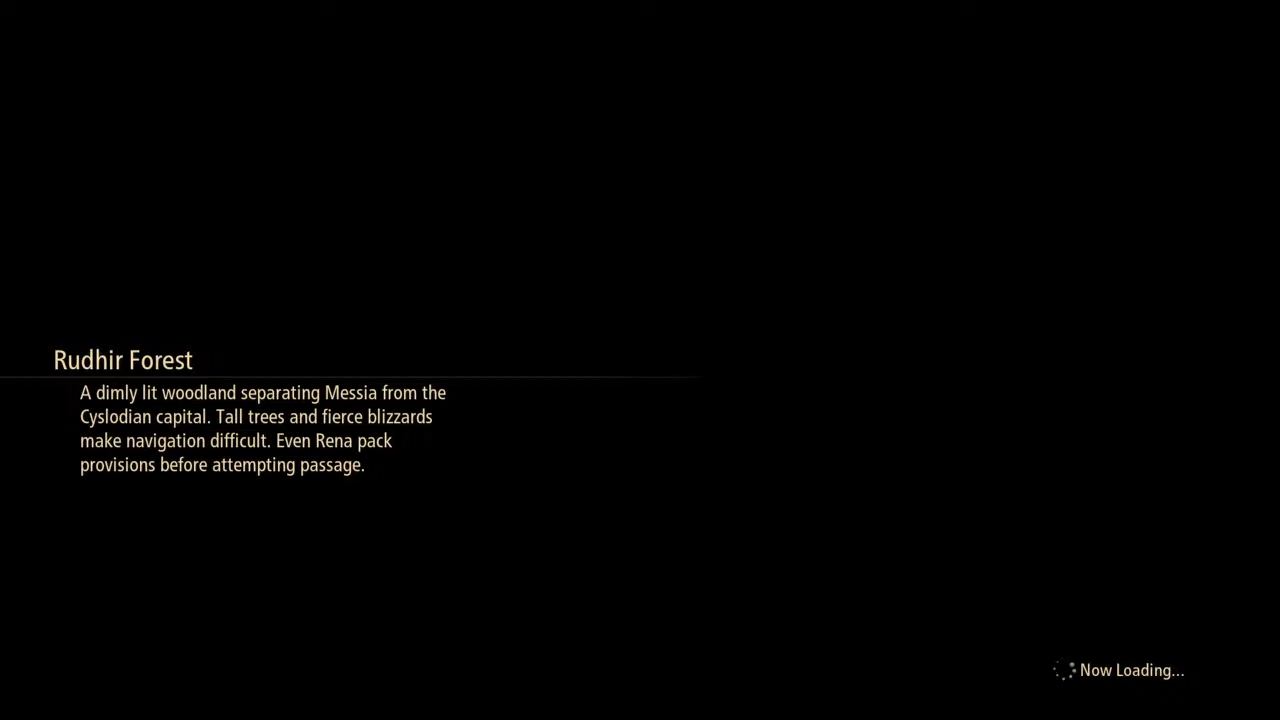 Rudhir Forest
A dimly lit woodland separating Messia from the
Cyslodian capital. Tall trees and fierce blizzards
make navigation difficult. Even Rena pack
provisions before attempting passage.
Now Loading...